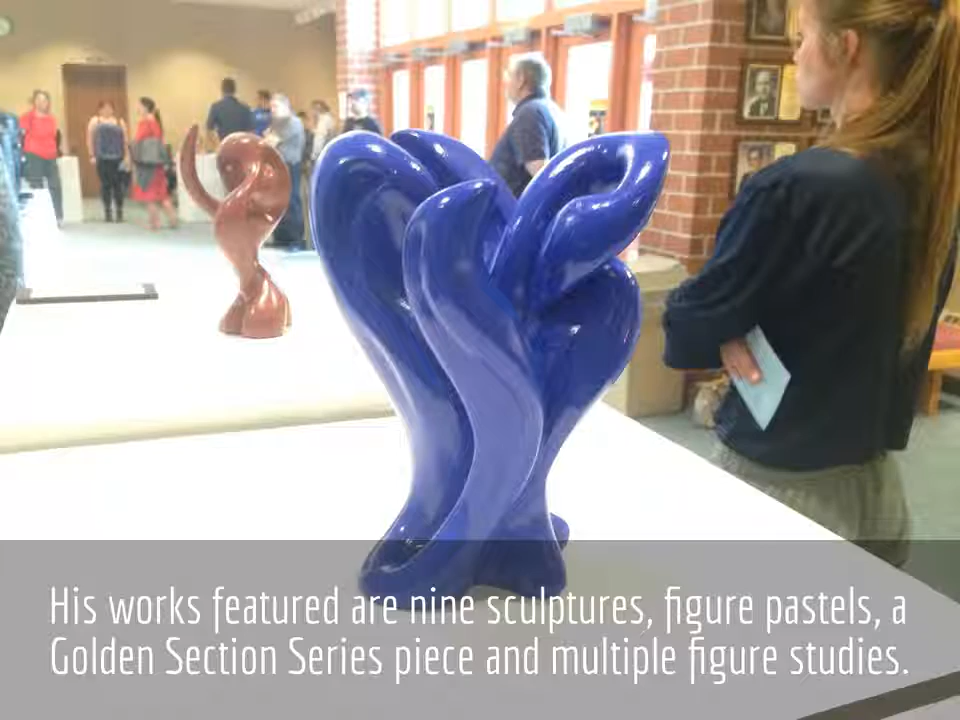 His works featured are nine sculptures, figure pastels, a
Golden Section Series piece and multiple figure studies.